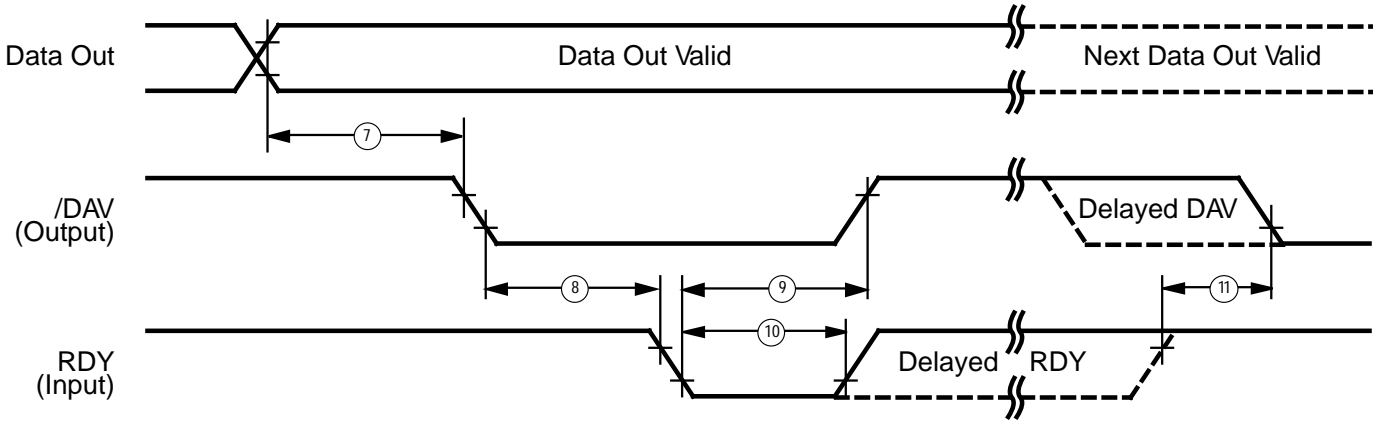 Data Out
Data Out Valid
Next Data Out Valid
7
/DAV
(Output)
Delayed DAV
8
9
11
10
RDY
(Input)
Delayed RDY